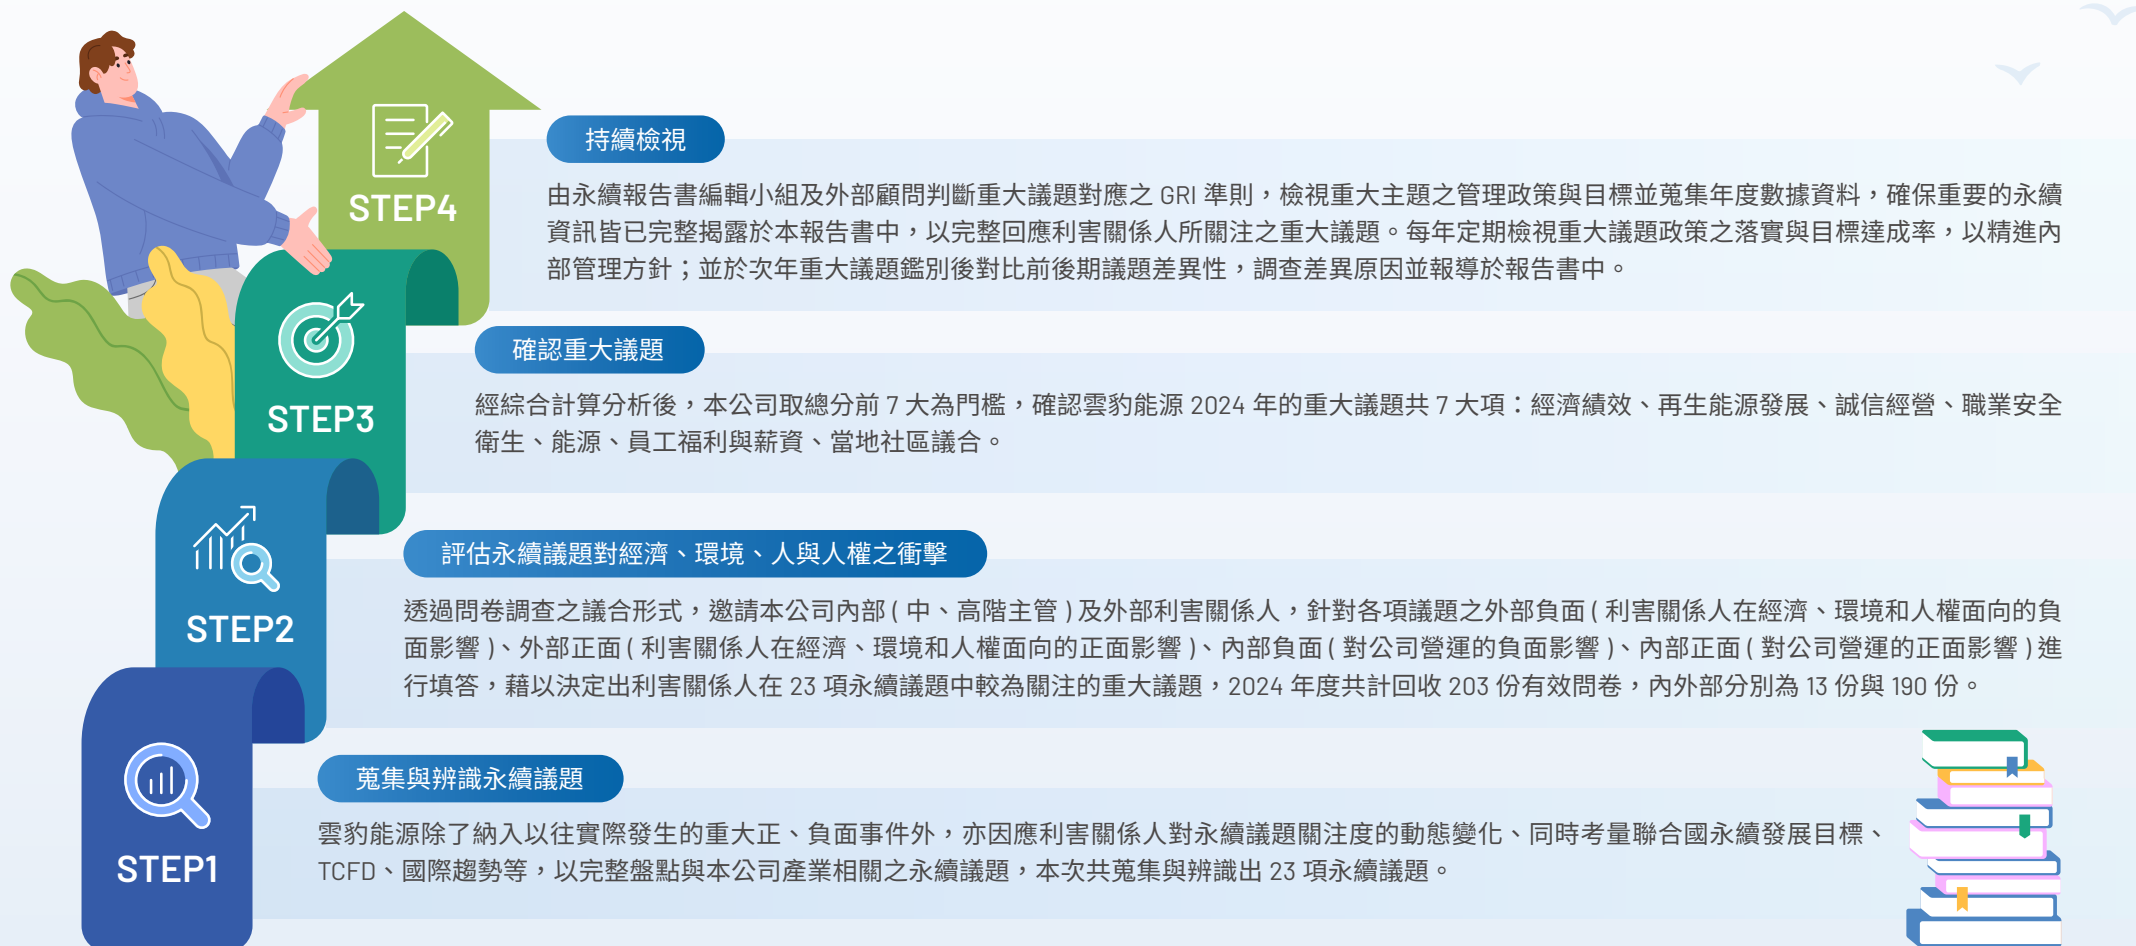 STEP4
持續檢視
由永續報告書編輯小組及外部顧問判斷重大議題對應之 GRI 準則，檢視重大主題之管理政策與目標並蒐集年度數據資料，確保重要的永續
資訊皆已完整揭露於本報告書中，以完整回應利害關係人所關注之重大議題。每年定期檢視重大議題政策之落實與目標達成率，以精進內
部管理方針；並於次年重大議題鑑別後對比前後期議題差異性，調查差異原因並報導於報告書中。
STEP3
確認重大議題
經綜合計算分析後，本公司取總分前 7 大為門檻，確認雲豹能源 2024 年的重大議題共 7 大項：經濟績效、再生能源發展、誠信經營、職業安全
衛生、能源、員工福利與薪資、當地社區議合。
STEP2
評估永續議題對經濟、環境、人與人權之衝擊
透過問卷調查之議合形式，邀請本公司內部 ( 中、高階主管 ) 及外部利害關係人，針對各項議題之外部負面 ( 利害關係人在經濟、環境和人權面向的負
面影響 )、外部正面 ( 利害關係人在經濟、環境和人權面向的正面影響 )、內部負面 ( 對公司營運的負面影響 )、內部正面 ( 對公司營運的正面影響 ) 進
行填答，藉以決定出利害關係人在 23 項永續議題中較為關注的重大議題，2024 年度共計回收 203 份有效問卷，內外部分別為 13 份與 190 份。
STEP1
蒐集與辨識永續議題
雲豹能源除了納入以往實際發生的重大正、負面事件外，亦因應利害關係人對永續議題關注度的動態變化、同時考量聯合國永續發展目標、
TCFD、國際趨勢等，以完整盤點與本公司產業相關之永續議題，本次共蒐集與辨識出 23 項永續議題。